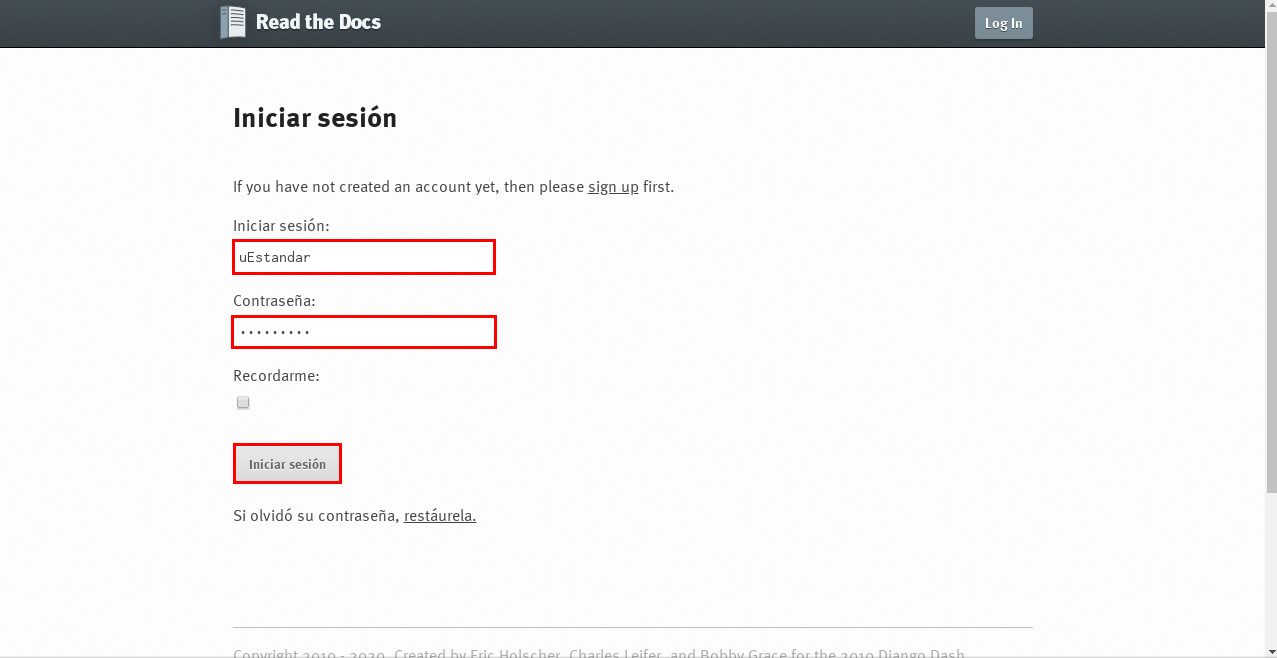 Read the Docs
Log In
Iniciar sesión
If you have not created an account yet, then please sign up first.
Iniciar sesión:
uEstandar
Contraseña:
•••••••••
Recordarme:
Iniciar sesión
Si olvidó su contraseña, restáurela.
Copyright 2010 - 2020. Created by Eric Holscher, Charles Leifer, and Bobby Grace for the 2010 Django Dash.